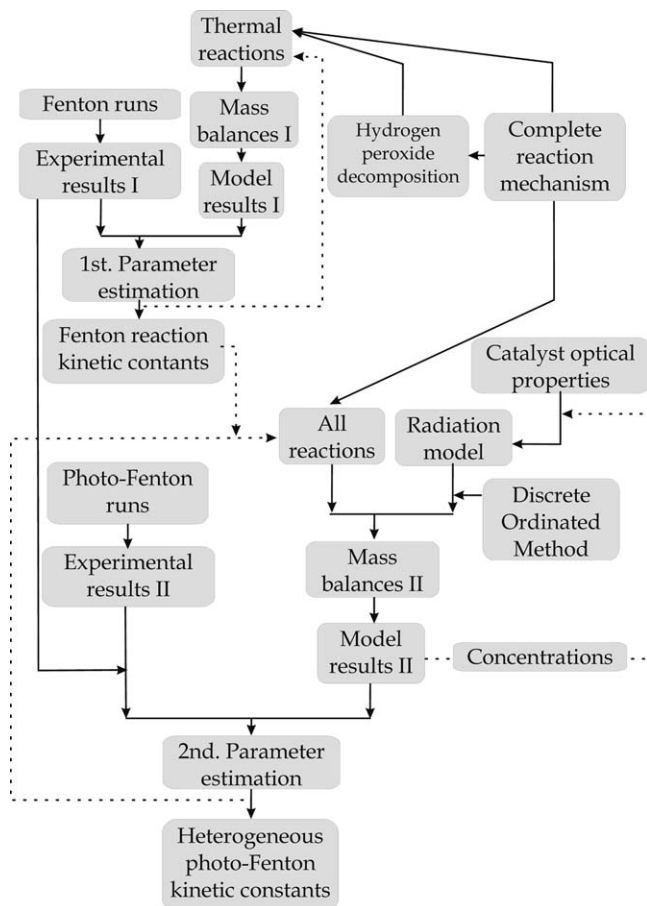 Thermal
reactions
Fenton runs
Mass
balances I
Hydrogen
peroxide
decomposition
Complete
reaction
mechanism
Experimental
results I
Model
results I
1st. Parameter
estimation
Fenton reaction
kinetic contants
Catalyst optical
properties
All
reactions
Radiation
model
Photo-Fenton
runs
Discrete
Ordinated
Method
Experimental
results II
Mass
balances II
Model
results II
Concentrations
2nd. Parameter
estimation
Heterogeneous
photo-Fenton
kinetic constants